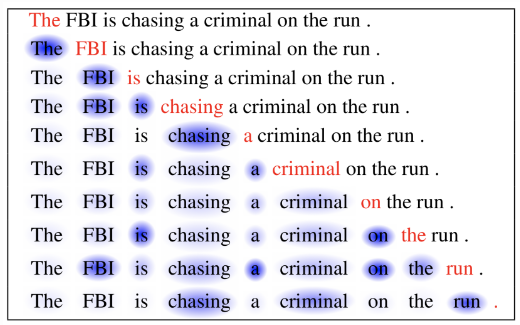 The FBI is chasing a criminal on the run .
The FBI is chasing a criminal on the run .
The FBI is chasing a criminal on the run .
The FBI is chasing a criminal on the run .
The FBI is chasing a criminal on the run .
The FBI is chasing a criminal on the run .
The FBI is chasing a criminal on the run .
The FBI is chasing a criminal on the run .
The FBI is chasing a criminal on the run .
The FBI is chasing a criminal on the run .